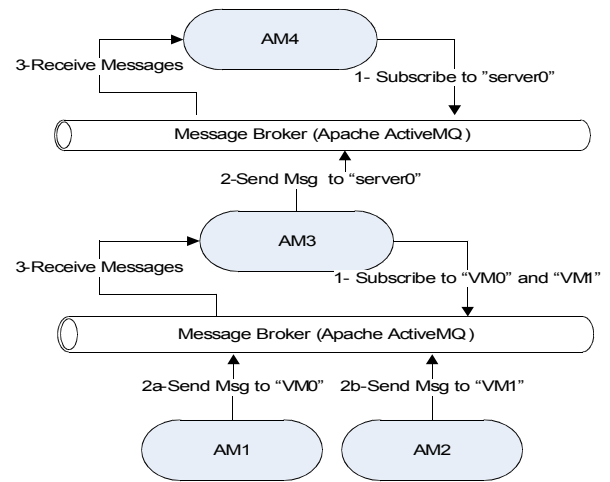 AM4
3-Receive Messages
1- Subscribe to ”server0”
Message Broker (Apache ActiveMQ)
2-Send Msg to “server0”
AM3
3-Receive Messages
1- Subscribe to “VM0” and “VM1”
Message Broker (Apache ActiveMQ)
2a-Send Msg to “VM0”
2b-Send Msg to “VM1”
AM1
AM2